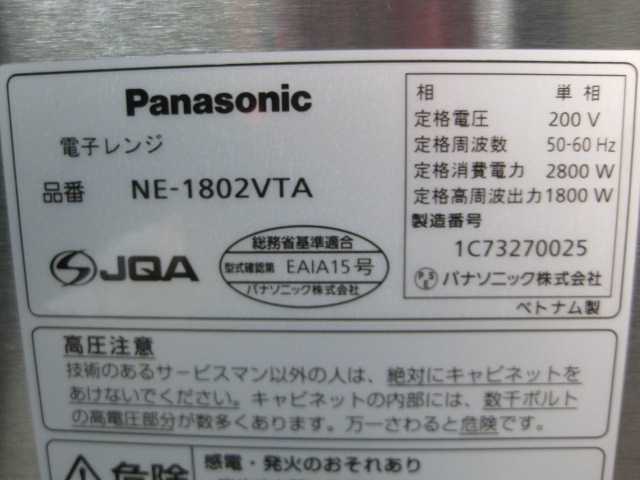 Panasonic
電子レンジ
品番 NE-1802VTA
JQA
総務省基準適合
型式確認第 EAIA15号
パナソニック株式会社
相 単相
定格電圧 200 V
定格周波数 50-60 Hz
定格消費電力 2800 W
定格高周波出力 1800 W
製造番号
1C73270025
PSE パナソニック株式会社
ベトナム製
高圧注意
技術のあるサービスマン以外の人は、絶対にキャビネットを
あけないでください。キャビネットの内部には、数千ボルト
の高電圧部分が数多くあります。万一さわると危険です。
危険
感電・発火のおそれあり